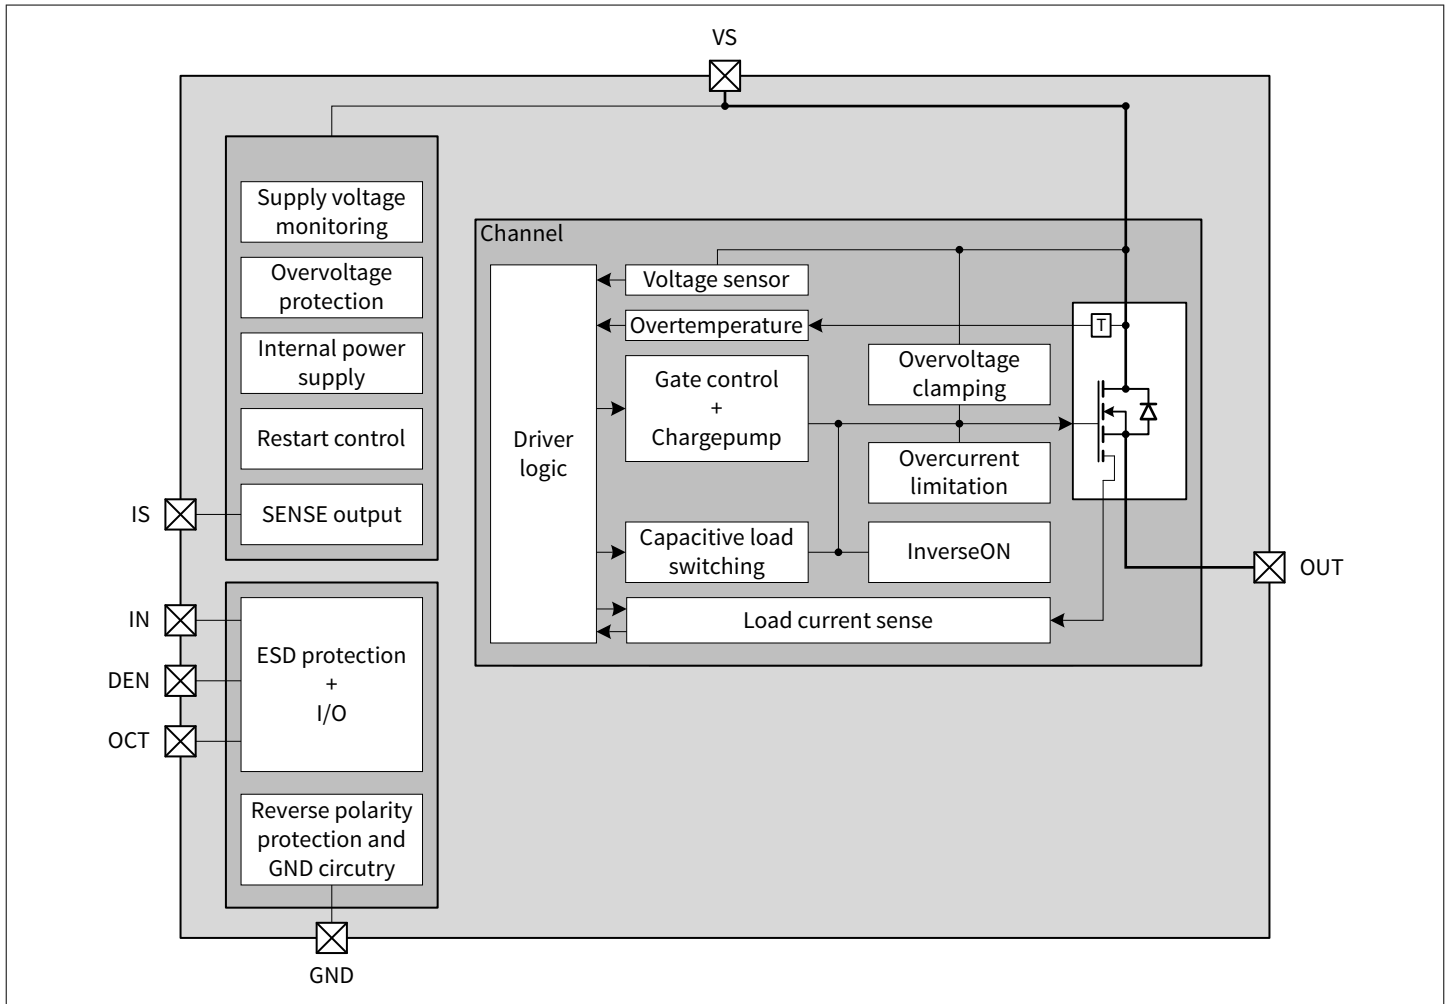 VS
Supply voltage
monitoring
Overvoltage
protection
Internal power
supply
Restart control
SENSE output
IS
IN
DEN
OCT
ESD protection
+
I/O
Reverse polarity
protection and
GND circutry
GND
Channel
Driver
logic
Voltage sensor
Overtemperature
Gate control
+
Chargepump
Overvoltage
clamping
Overcurrent
limitation
Capacitive load
switching
InverseON
Load current sense
T
OUT